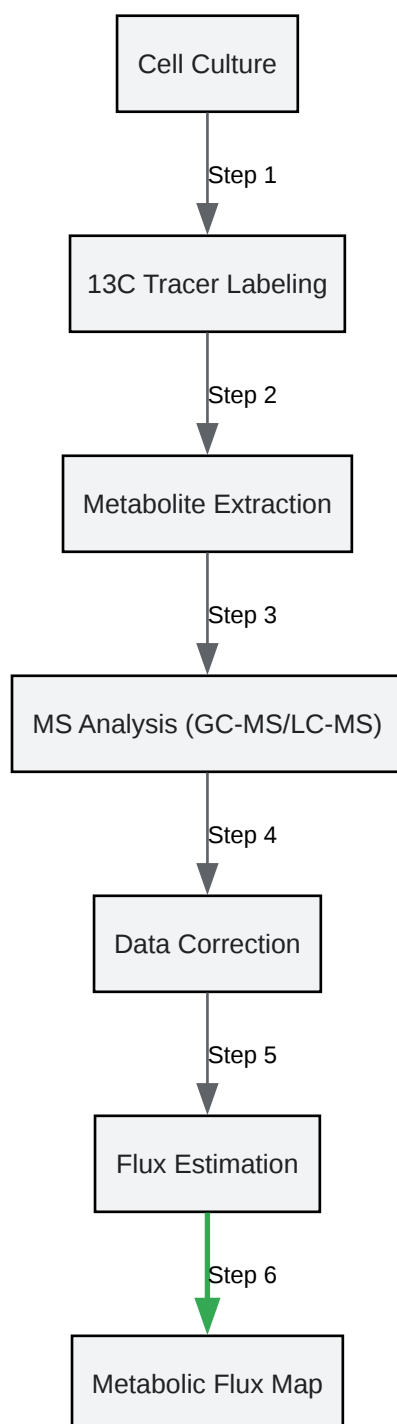 Cell Culture
Step 1
13C Tracer Labeling
Step 2
Metabolite Extraction
Step 3
MS Analysis (GC-MS/LC-MS)
Step 4
Data Correction
Step 5
Flux Estimation
Step 6
Metabolic Flux Map